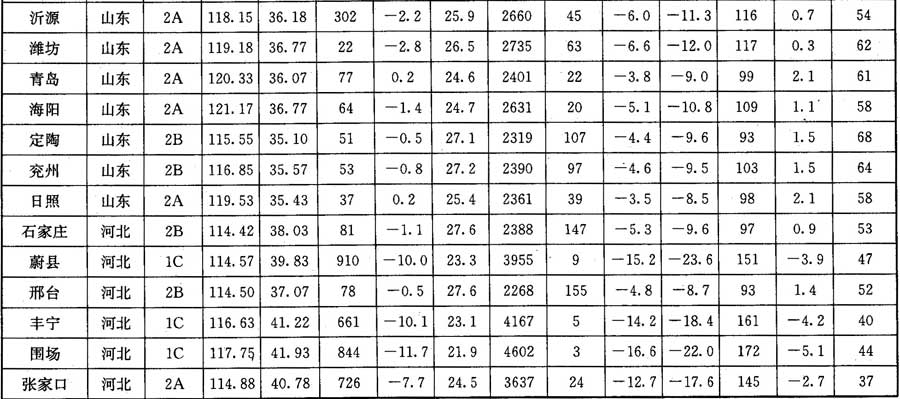 沂源 山东 2A 118.15 36.18 302 -2.2 25.9 2660 45 -6.0 -11.3 116 0.7 54
潍坊 山东 2A 119.18 36.77 22 -2.8 26.5 2735 63 -6.6 -12.0 117 0.3 62
青岛 山东 2A 120.33 36.07 77 0.2 24.6 2401 22 -3.8 -9.0 99 2.1 61
海阳 山东 2A 121.17 36.77 64 -1.4 24.7 2631 20 -5.1 -10.8 109 1.1 58
定陶 山东 2B 115.55 35.10 51 -0.5 27.1 2319 107 -4.4 -9.6 93 1.5 68
兖州 山东 2B 116.85 35.57 53 -0.8 27.2 2390 97 -4.6 -9.5 103 1.5 64
日照 山东 2A 119.53 35.43 37 0.2 25.4 2361 39 -3.5 -8.5 98 2.1 58
石家庄 河北 2B 114.42 38.03 81 -1.1 27.6 2388 147 -5.3 -9.6 97 0.9 53
蔚县 河北 1C 114.57 39.83 910 -10.0 23.3 3955 9 -15.2 -23.6 151 -3.9 47
邢台 河北 2B 114.50 37.07 78 -0.5 27.6 2268 155 -4.8 -8.7 93 1.4 52
丰宁 河北 1C 116.63 41.22 661 -10.1 23.1 4167 5 -14.2 -18.4 161 -4.2 40
围场 河北 1C 117.75 41.93 844 -11.7 21.9 4602 3 -16.6 -22.0 172 -5.1 44
张家口 河北 2A 114.88 40.78 726 -7.7 24.5 3637 24 -12.7 -17.6 145 -2.7 37